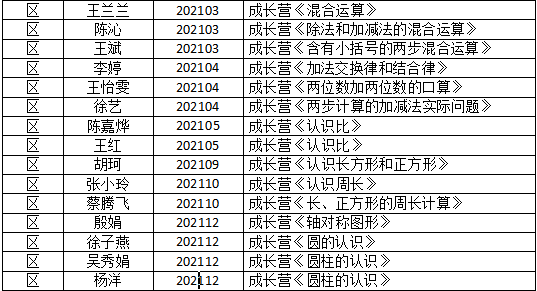 区 王兰兰 202103 成长营《混合运算》
区 陈沁 202103 成长营《除法和加减法的混合运算》
区 王斌 202103 成长营《含有小括号的两步混合运算》
区 李婷 202104 成长营《加法交换律和结合律》
区 王怡雯 202104 成长营《两位数加两位数的口算》
区 徐艺 202104 成长营《两步计算的加减法实际问题》
区 陈嘉烨 202105 成长营《认识比》
区 王红 202105 成长营《认识比》
区 胡珂 202109 成长营《认识长方形和正方形》
区 张小玲 202110 成长营《认识周长》
区 蔡腾飞 202110 成长营《长、正方形的周长计算》
区 殷娟 202112 成长营《轴对称图形》
区 徐子燕 202112 成长营《圆的认识》
区 吴秀娟 202112 成长营《圆柱的认识》
区 杨洋 202112 成长营《圆柱的认识》